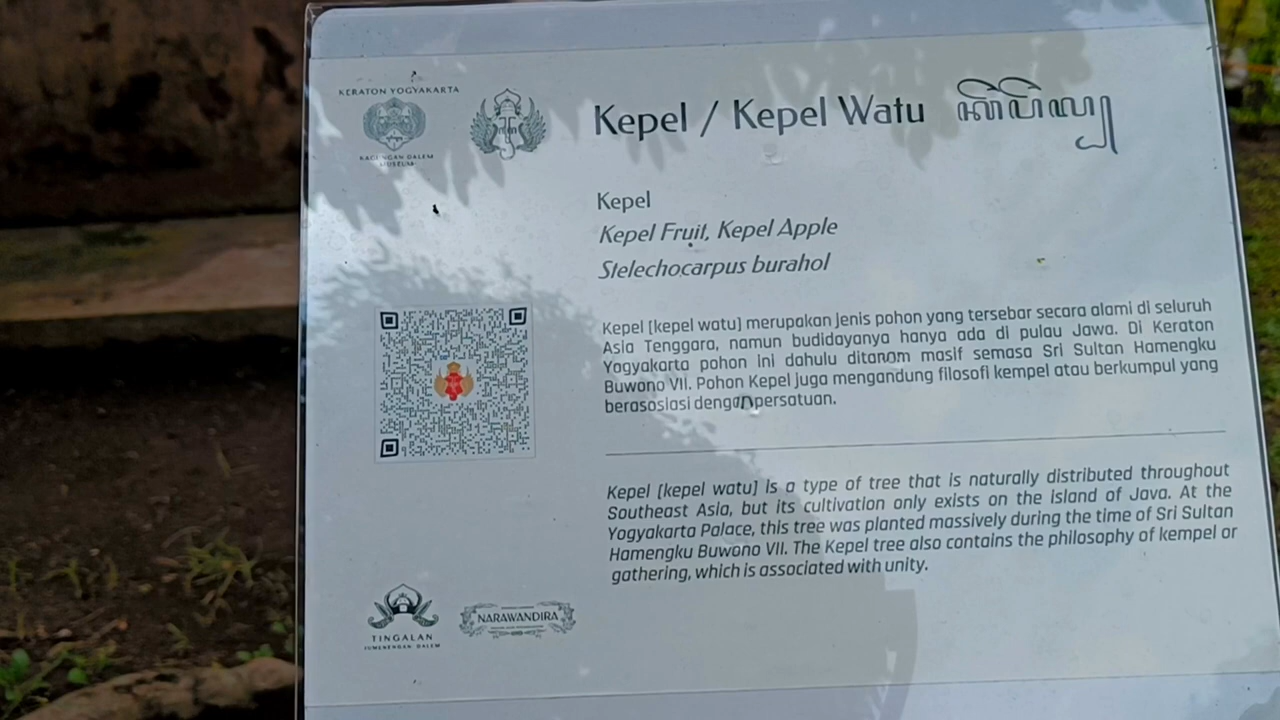 KERATON YOGYAKARTA
KAGUNGAN DALEM
MUSEUM
Kepel / Kepel Watu ꦏꦼꦥꦼꦭ꧀
Kepel
Kepel Fruit, Kepel Apple
Stelechocarpus burahol
Kepel [kepel watu] merupakan jenis pohon yang tersebar secara alami di seluruh
Asia Tenggara, namun budidayanya hanya ada di pulau Jawa. Di Keraton
Yogyakarta pohon ini dahulu ditanam masif semasa Sri Sultan Hamengku
Buwono VII. Pohon Kepel juga mengandung filosofi kempel atau berkumpul yang
berasosiasi dengan persatuan.
Kepel [kepel watu] is a type of tree that is naturally distributed throughout
Southeast Asia, but its cultivation only exists on the island of Java. At the
Yogyakarta Palace, this tree was planted massively during the time of Sri Sultan
Hamengku Buwono VII. The Kepel tree also contains the philosophy of kempel or
gathering, which is associated with unity.
TINGALAN
JUMENENGAN DALEM
NARAWANDIRA